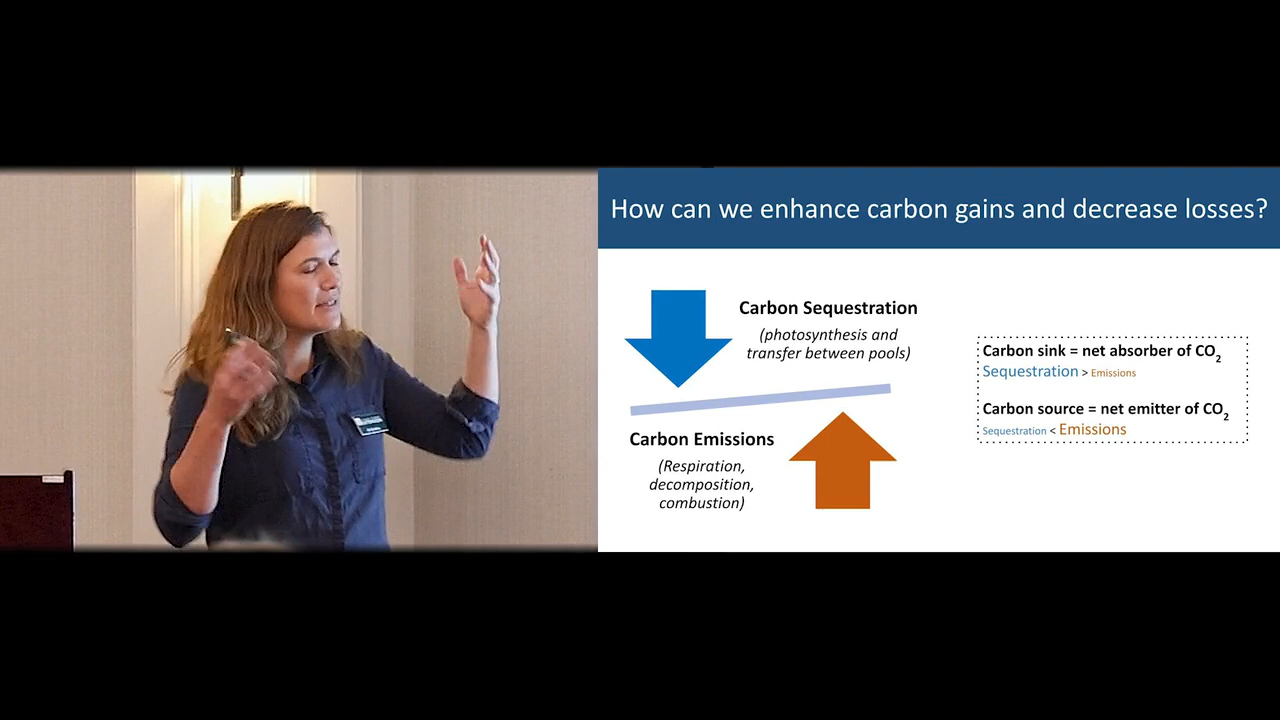 How can we enhance carbon gains and decrease losses?
Carbon Sequestration
(photosynthesis and
transfer between pools)
Carbon Emissions
(Respiration,
decomposition,
combustion)
Carbon sink = net absorber of CO₂
Sequestration > Emissions
Carbon source = net emitter of CO₂
Sequestration < Emissions